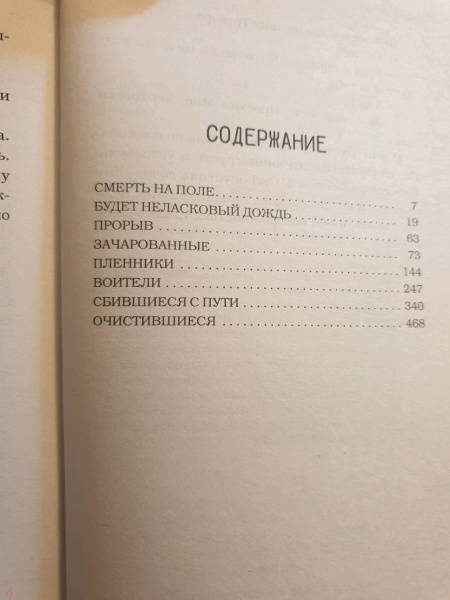 СОДЕРЖАНИЕ
СМЕРТЬ НА ПОЛЕ 7
БУДЕТ НЕЛАСКОВЫЙ ДОЖДЬ 19
ПРОРЫВ 63
ЗАЧАРОВАННЫЕ 73
ПЛЕННИКИ 144
ВОИТЕЛИ 247
СБИВШИЕСЯ С ПУТИ 340
ОЧИСТИВШИЕСЯ 468